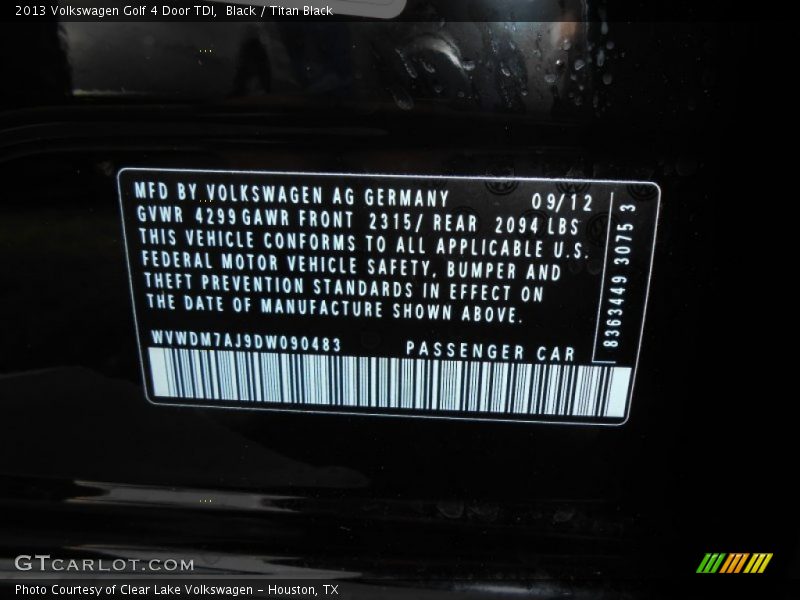 2013 Volkswagen Golf 4 Door TDI,  Black / Titan Black
MFD BY VOLKSWAGEN AG GERMANY 09/12
GVWR 4299 GAWR FRONT 2315/ REAR 2094 LBS
THIS VEHICLE CONFORMS TO ALL APPLICABLE U.S.
FEDERAL MOTOR VEHICLE SAFETY, BUMPER AND
THEFT PREVENTION STANDARDS IN EFFECT ON
THE DATE OF MANUFACTURE SHOWN ABOVE.
WVWDM7AJ9DW090483 PASSENGER CAR
8363449 3075 3
GTCARLOT.COM
Photo Courtesy of Clear Lake Volkswagen - Houston, TX